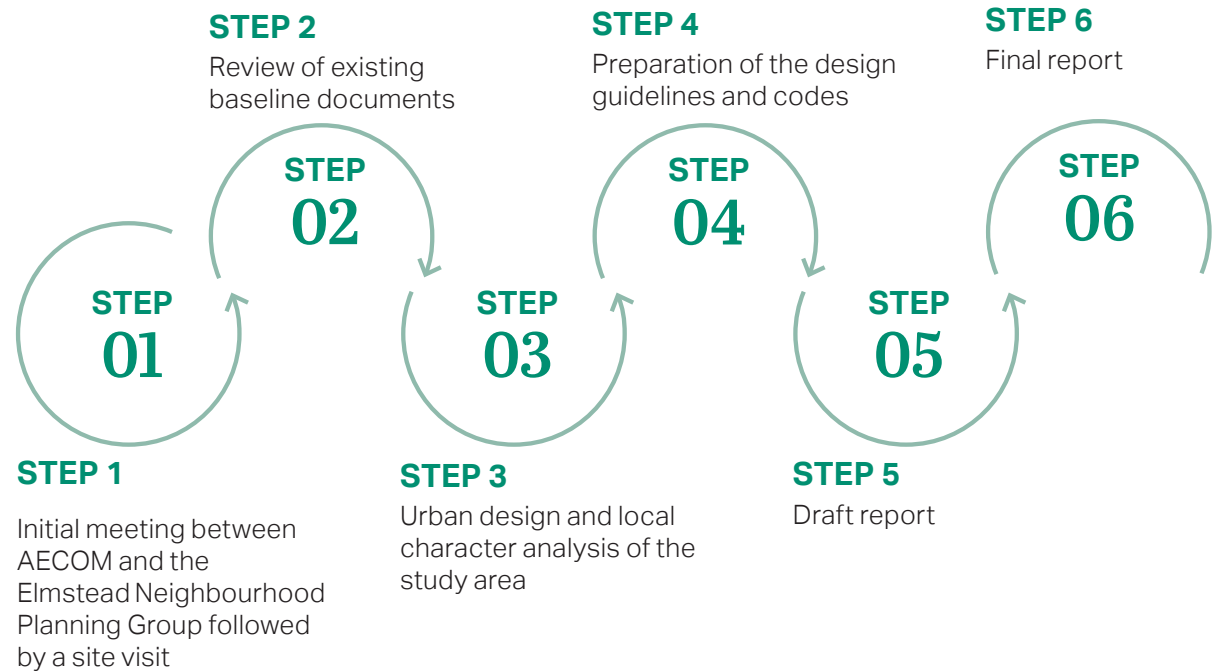 STEP 2
Review of existing
baseline documents
STEP 4
Preparation of the design
guidelines and codes
STEP 6
Final report
STEP
02
STEP
04
STEP
06
STEP
01
STEP
03
STEP
05
STEP 1
Initial meeting between
AECOM and the
Elmstead Neighbourhood
Planning Group followed
by a site visit
STEP 3
Urban design and local
character analysis of the
study area
STEP 5
Draft report